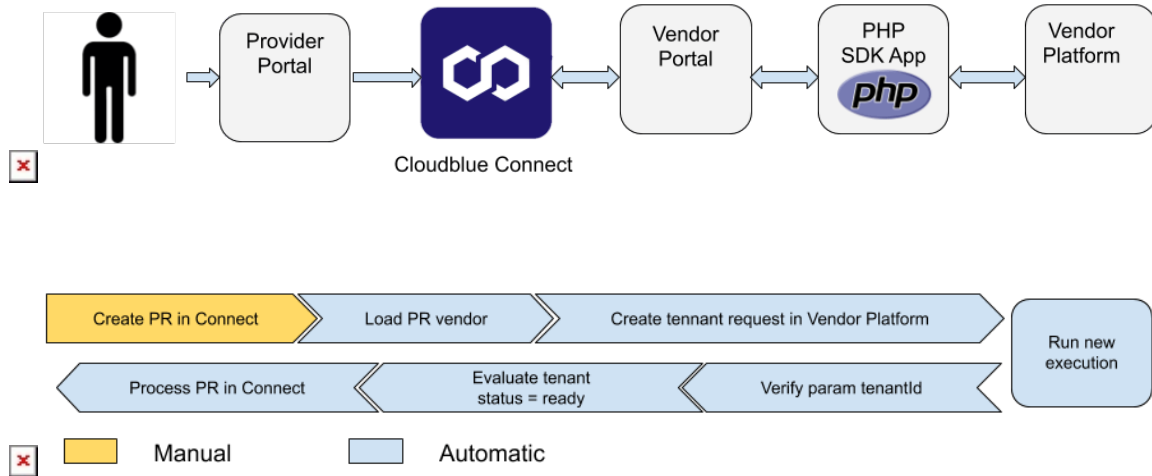 Provider
Portal
Vendor
Portal
PHP
SDK App
php
Vendor
Platform
Cloudblue Connect
Create PR in Connect
Load PR vendor
Create tennant request in Vendor Platform
Run new
execution
Process PR in Connect
Evaluate tenant
status = ready
Verify param tenantId
Manual
Automatic